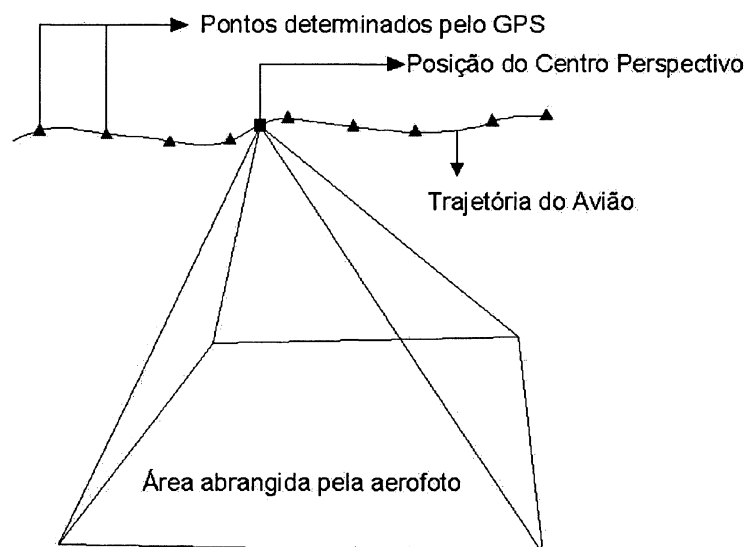 Pontos determinados pelo GPS
Posição do Centro Perspectivo
Trajetória do Avião
Área abrangida pela aerofoto